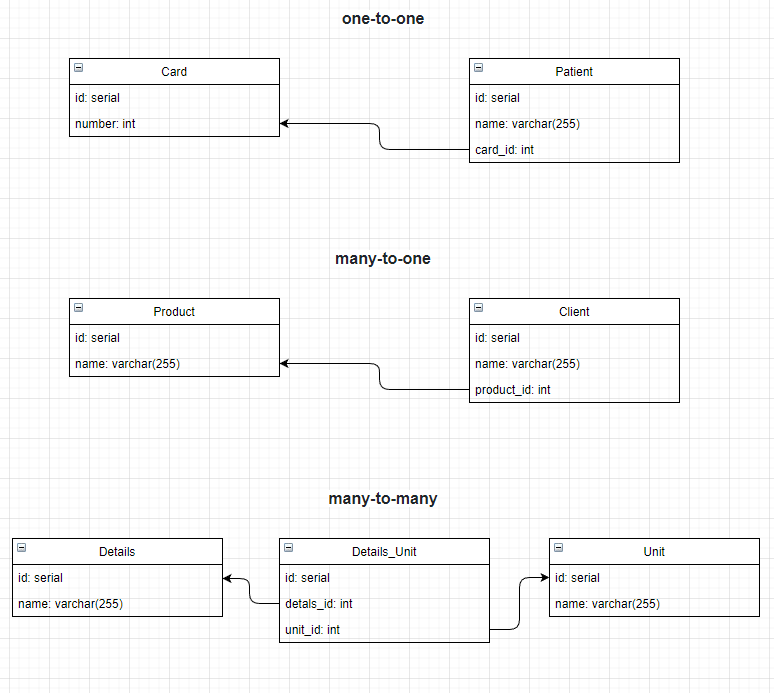 one-to-one
Card
id: serial
number: int
Patient
id: serial
name: varchar(255)
card_id: int
many-to-one
Product
id: serial
name: varchar(255)
Client
id: serial
name: varchar(255)
product_id: int
many-to-many
Details
id: serial
name: varchar(255)
Details_Unit
id: serial
detals_id: int
unit_id: int
Unit
id: serial
name: varchar(255)